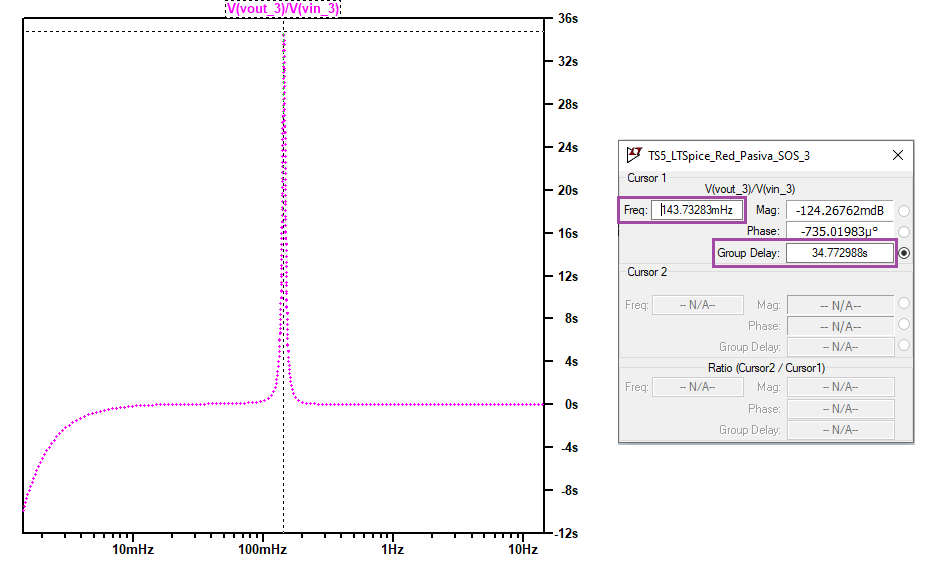 V(vout_3)/V(vin_3)
36s
32s
28s
24s
20s
16s
12s
8s
4s
0s
-4s
-8s
-12s
10mHz 100mHz 1Hz 10Hz
TS5_LTSpice_Red_Pasiva_SOS_3
Cursor 1
V(vout_3)/V(vin_3)
Freq: 143.73283mHz Mag: -124.26762mdB
Phase: -735.01983µ°
Group Delay: 34.772988s
Cursor 2
Freq: -- N/A-- Mag: -- N/A--
Phase: -- N/A--
Group Delay: -- N/A--
Ratio (Cursor2 / Cursor1)
Freq: -- N/A-- Mag: -- N/A--
Phase: -- N/A--
Group Delay: -- N/A--